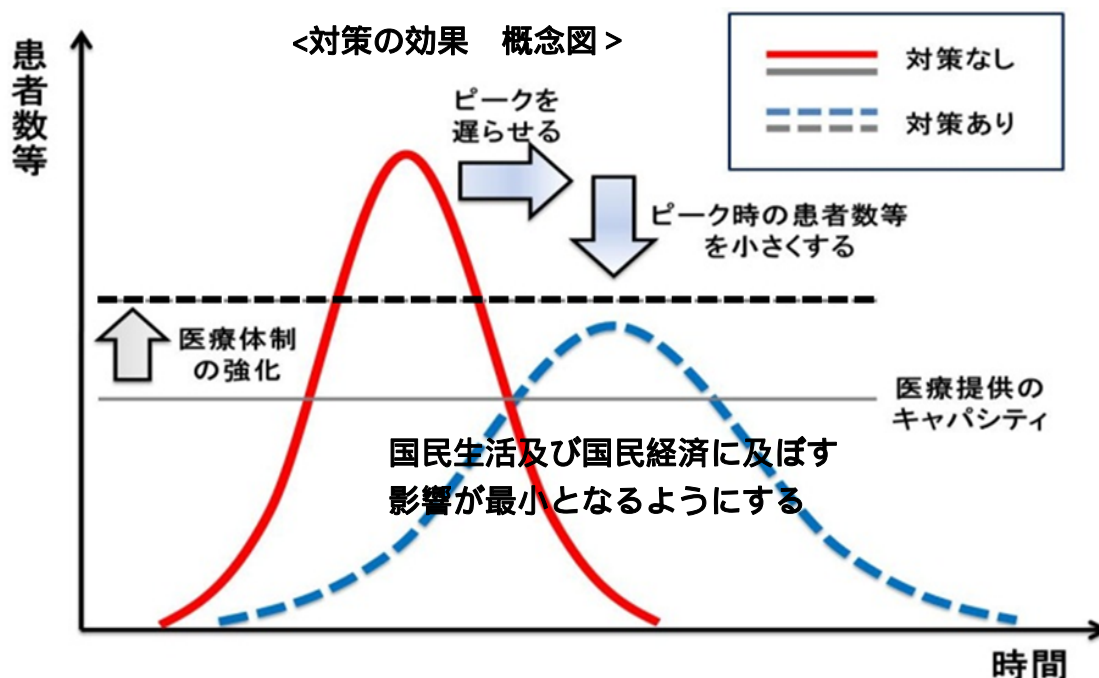 <対策の効果　概念図>
患者数等
対策なし
対策あり
ピークを
遅らせる
ピーク時の患者数等
を小さくする
医療体制
の強化
医療提供の
キャパシティ
国民生活及び国民経済に及ぼす
影響が最小となるようにする
時間